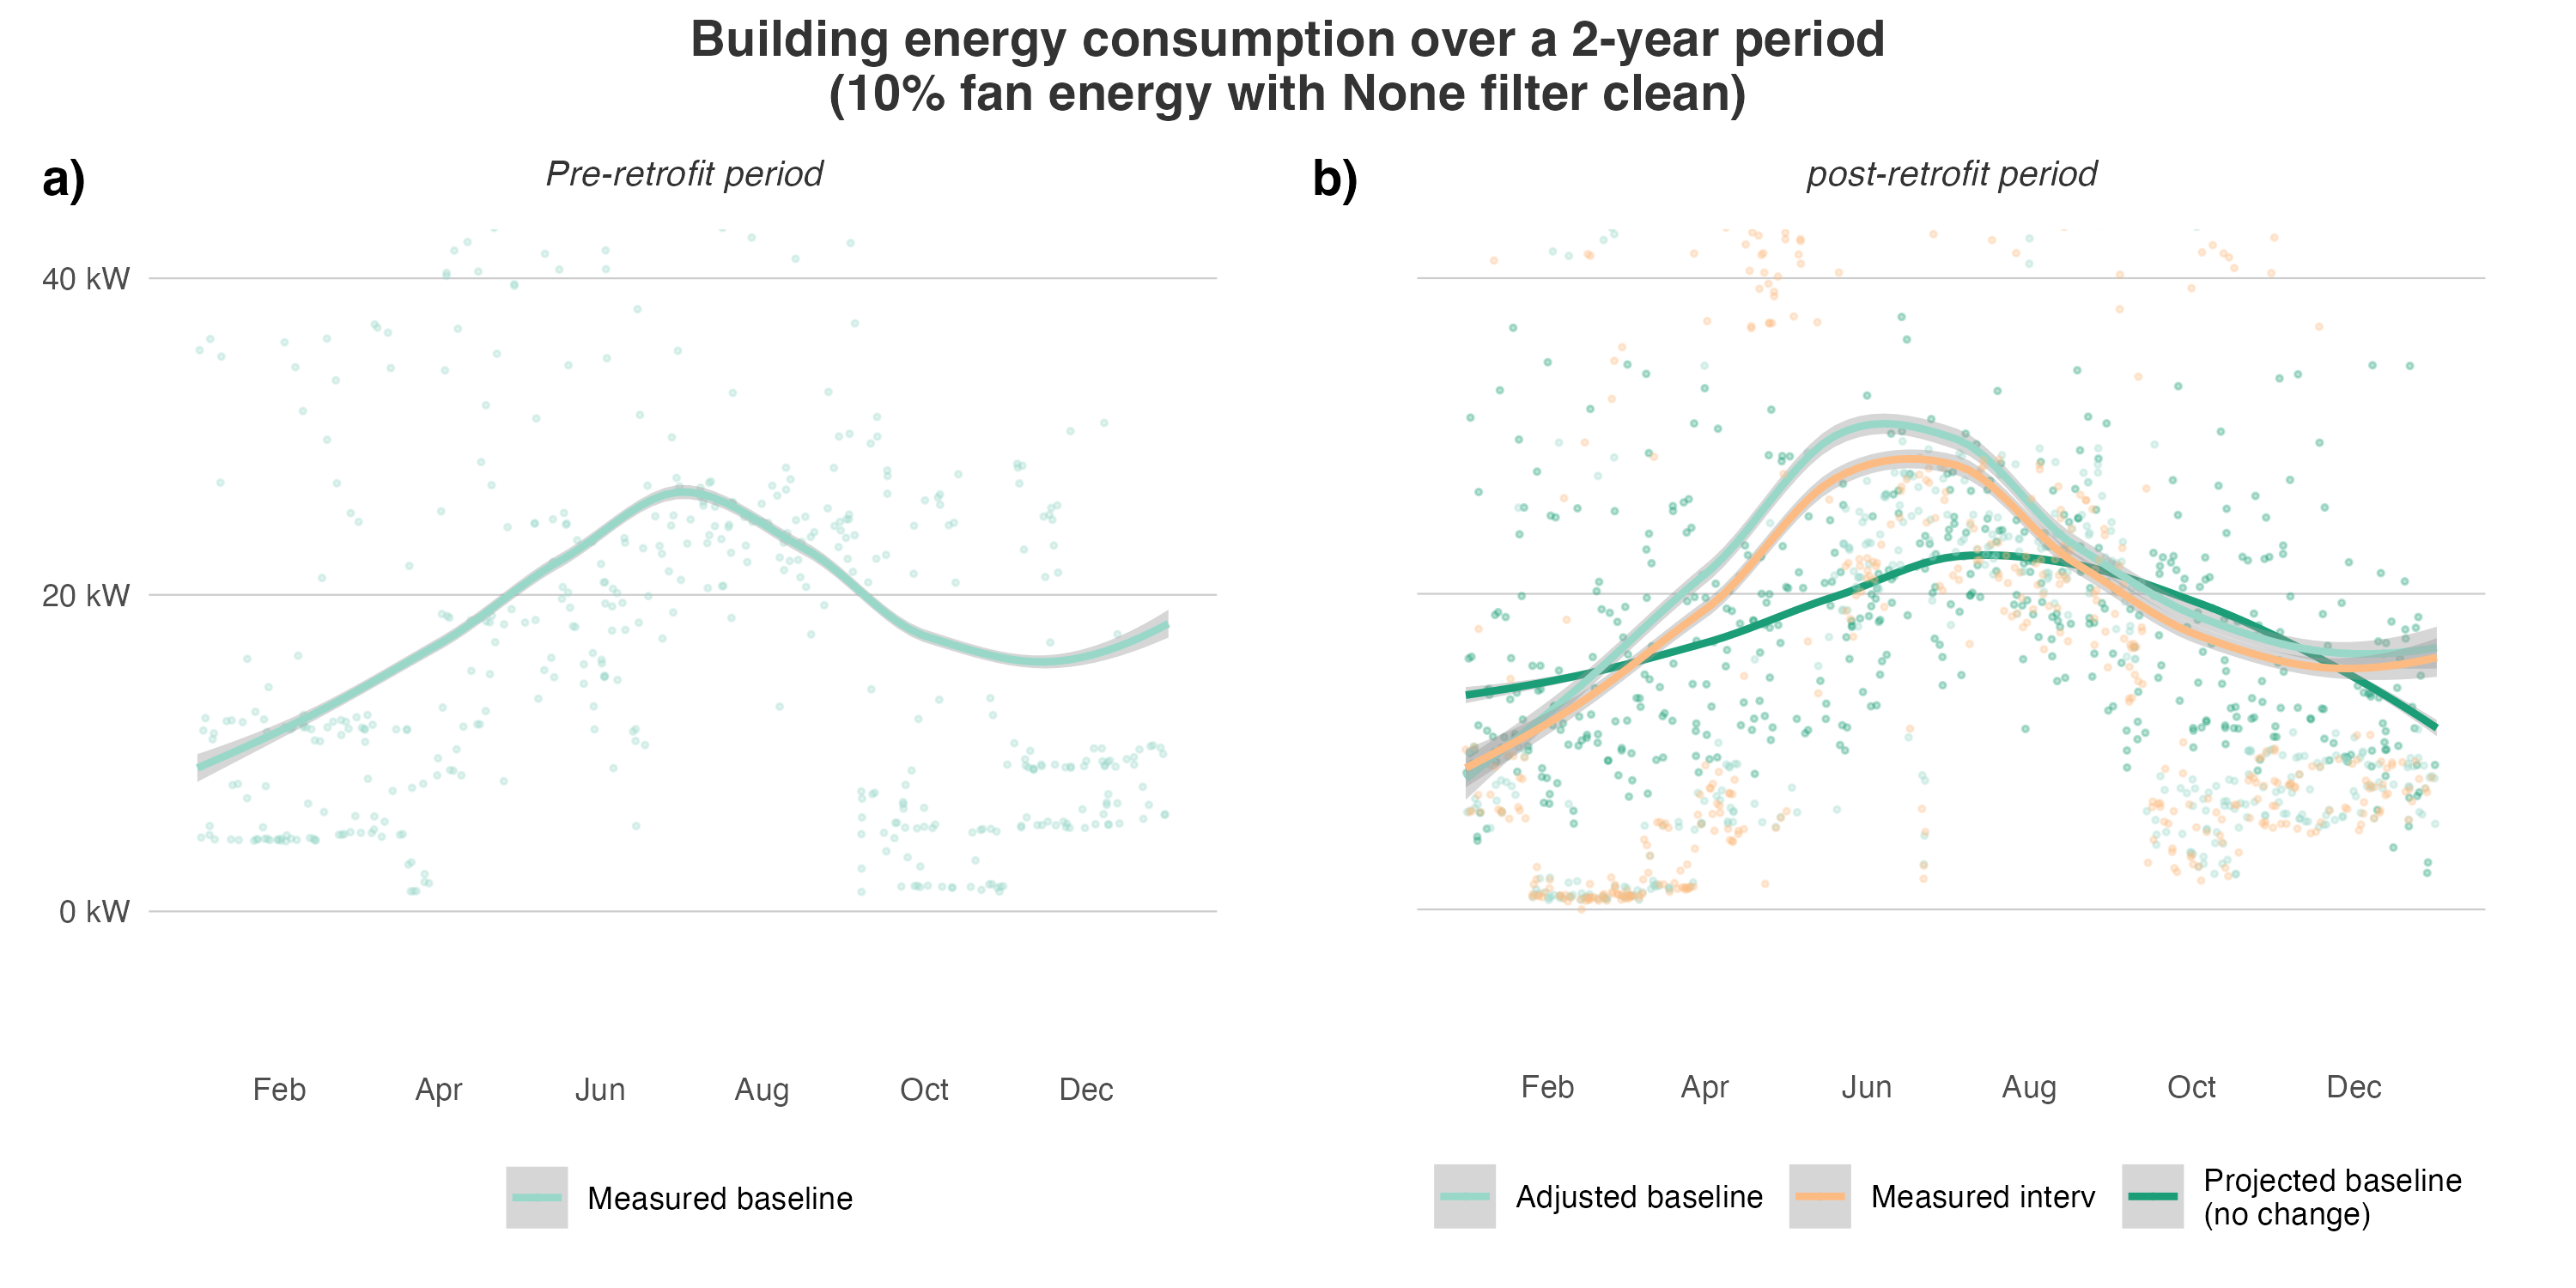 Building energy consumption over a 2-year period
(10% fan energy with None filter clean)
a)
Pre-retrofit period
40 kW
20 kW
0 kW
Feb Apr Jun Aug Oct Dec
Measured baseline
b)
post-retrofit period
Feb Apr Jun Aug Oct Dec
Adjusted baseline
Measured interv
Projected baseline
(no change)